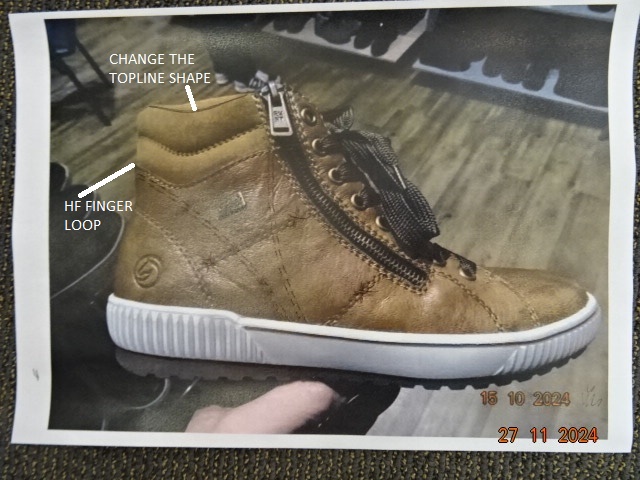 CHANGE THE
TOPLINE SHAPE
HF FINGER
LOOP
15 10 2024
27 11 2024